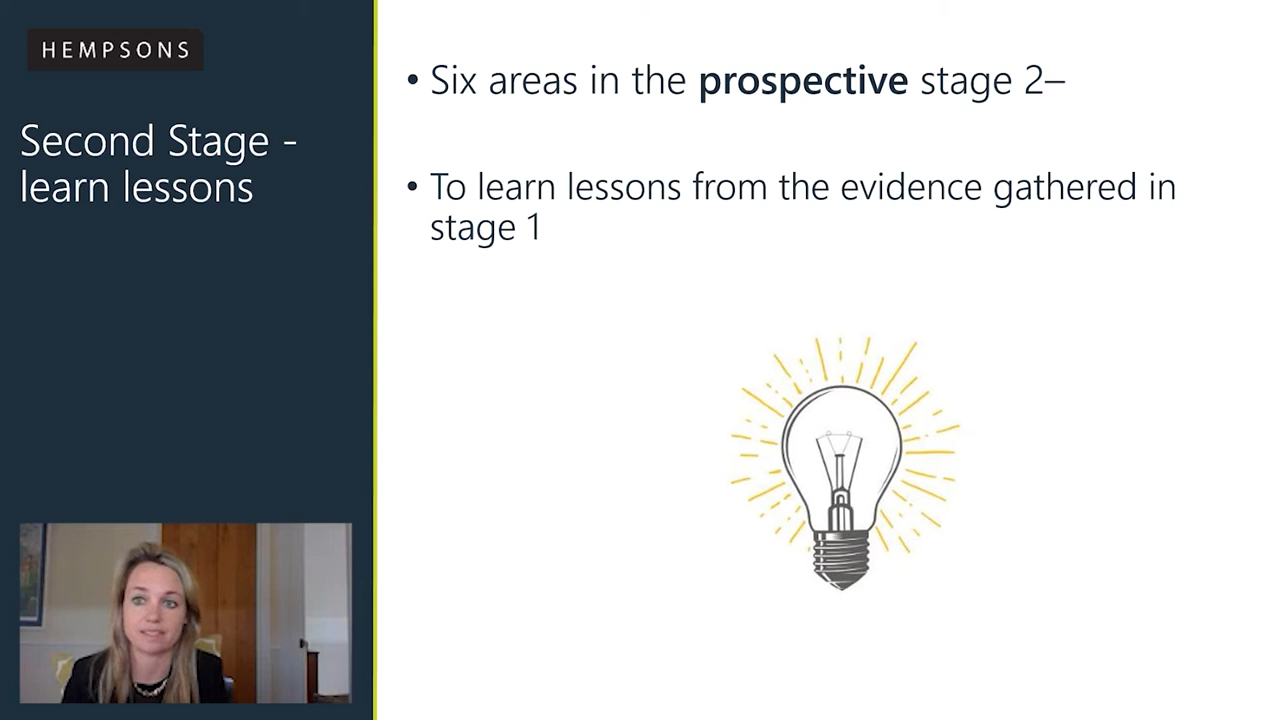 HEMPSONS
Second Stage -
learn lessons
• Six areas in the prospective stage 2–
• To learn lessons from the evidence gathered in
stage 1